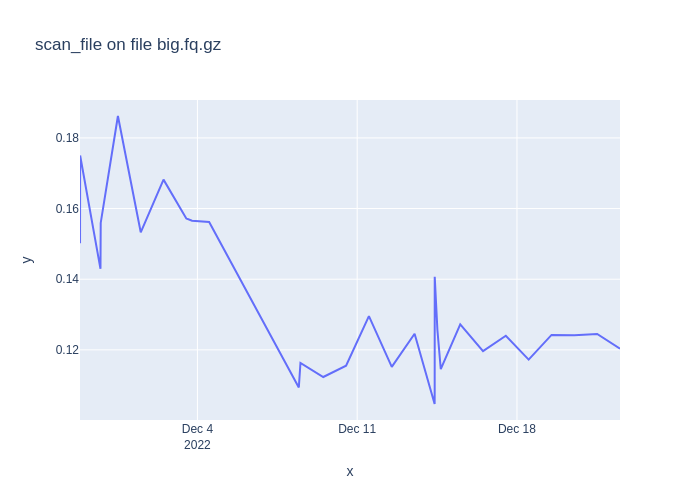 scan_file on file big.fq.gz
0.18
0.16
0.14
0.12
y
Dec 4
2022
Dec 11
Dec 18
x